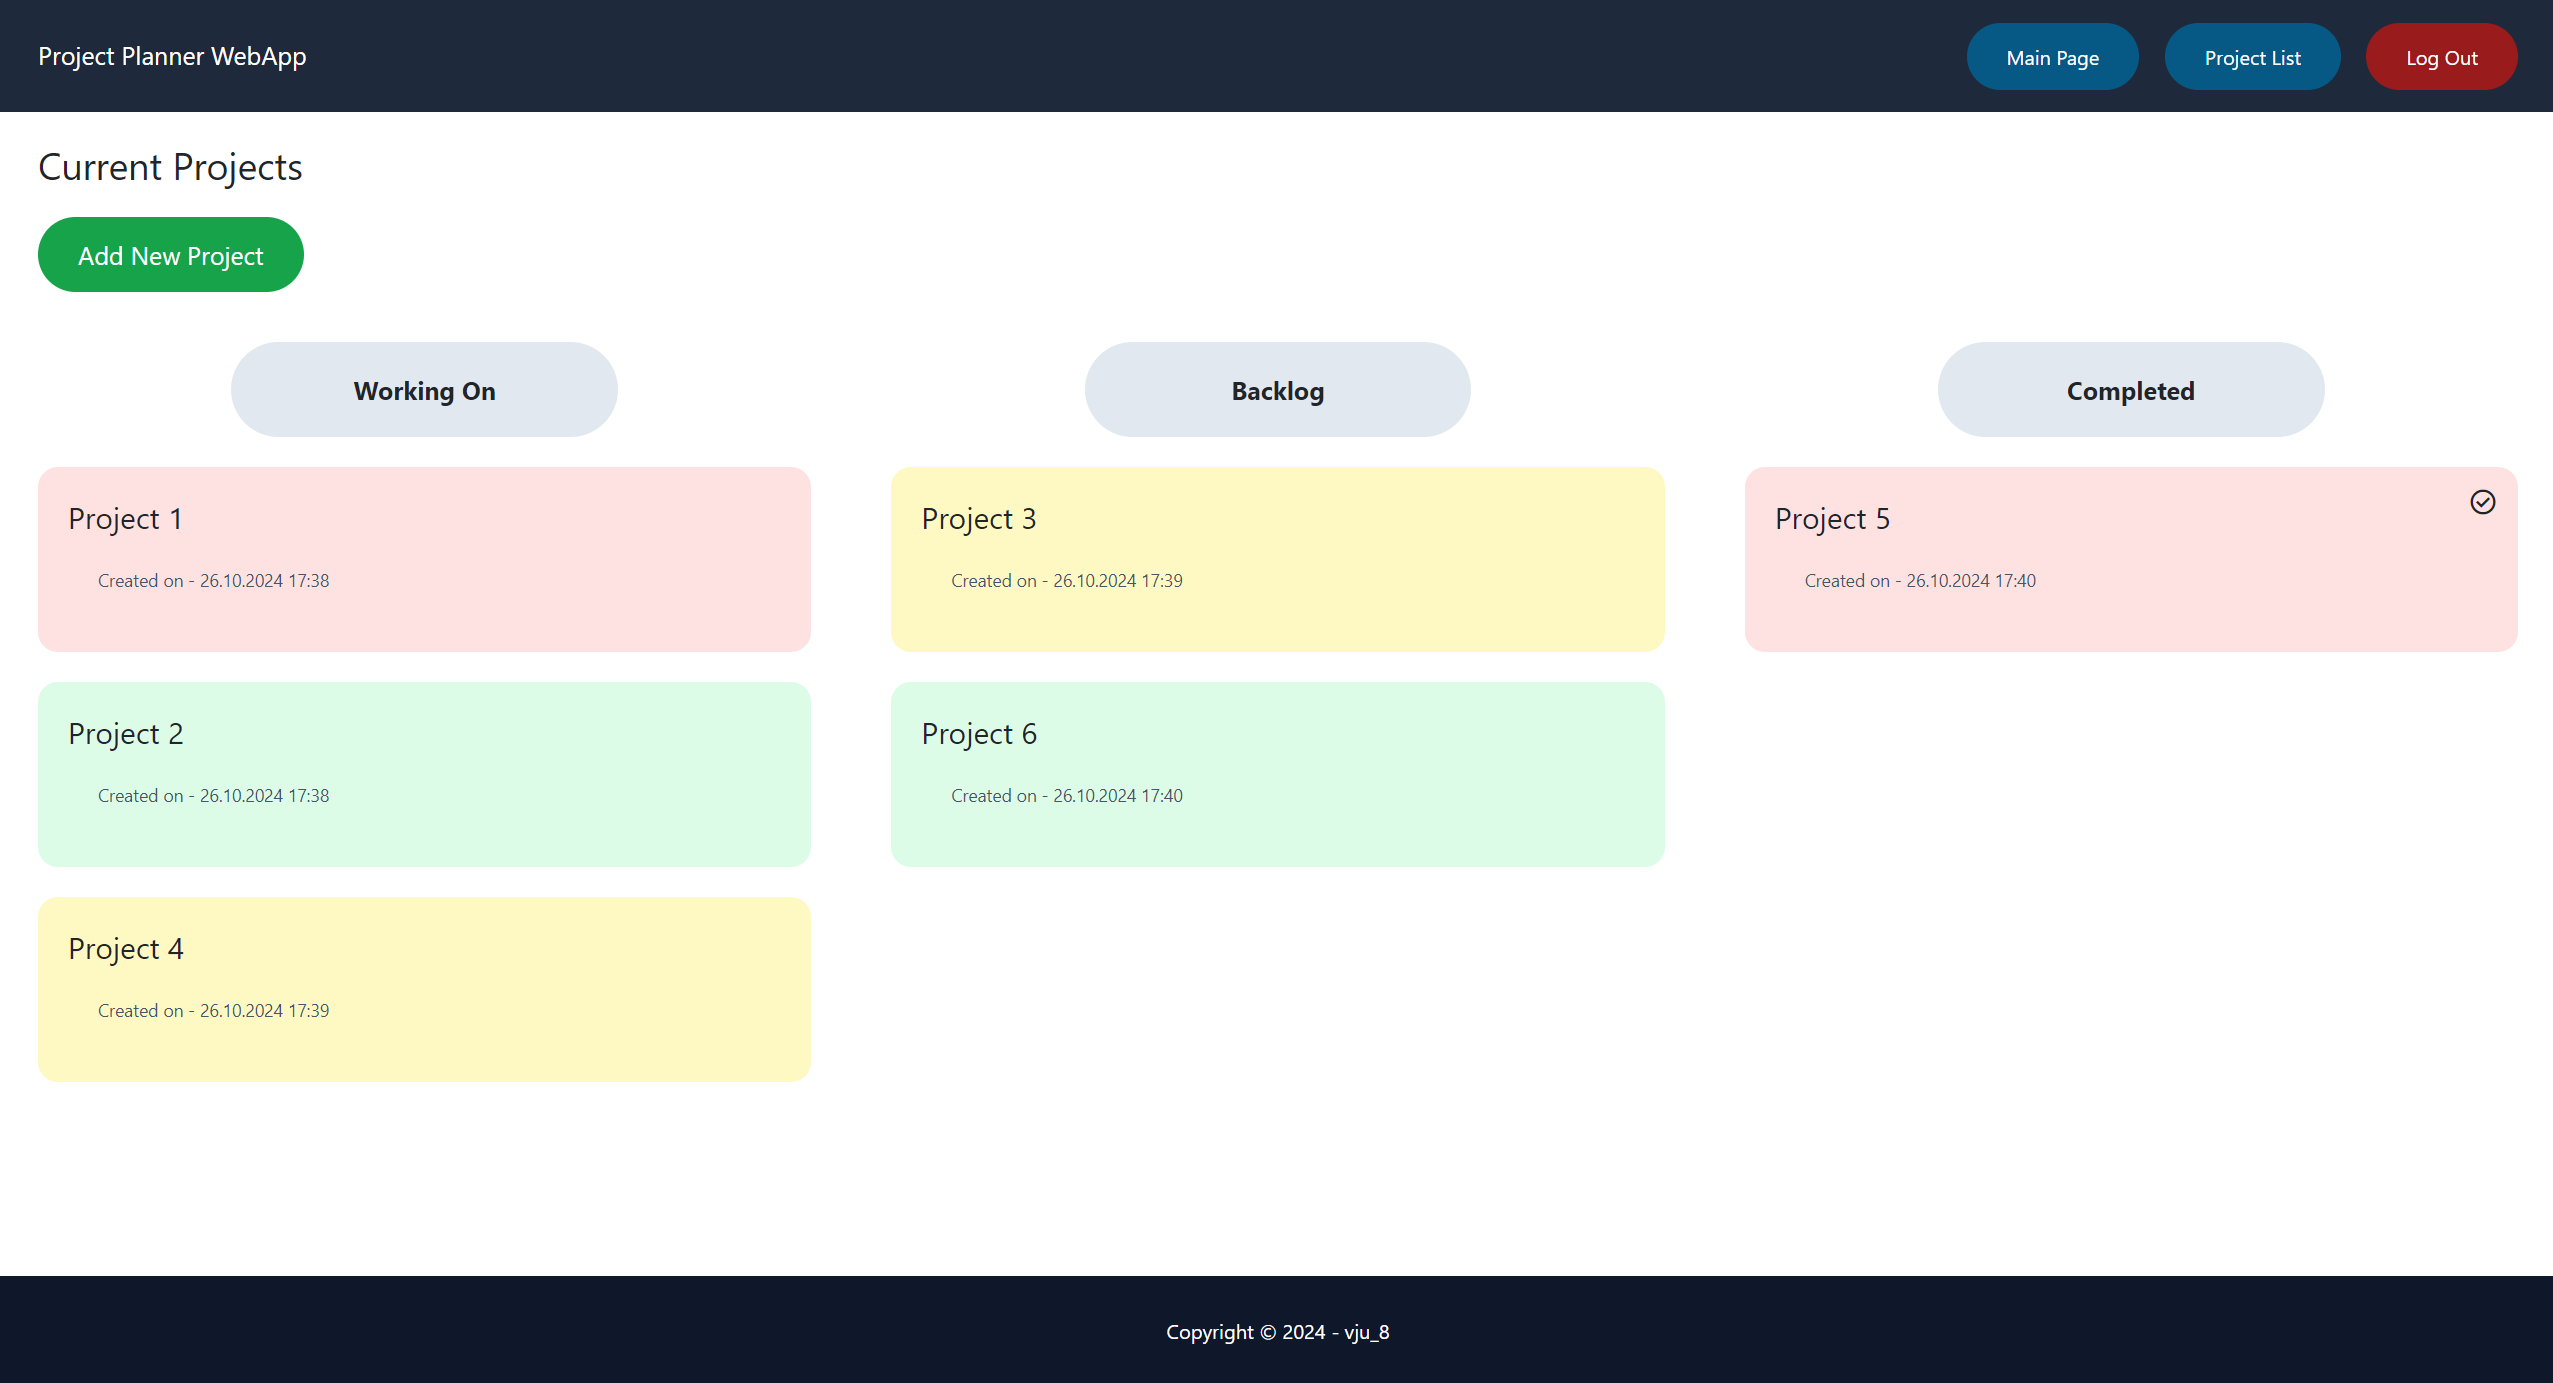 Project Planner WebApp
Main Page
Project List
Log Out
Current Projects
Add New Project
Working On
Backlog
Completed
Project 1
Created on - 26.10.2024 17:38
Project 2
Created on - 26.10.2024 17:38
Project 4
Created on - 26.10.2024 17:39
Project 3
Created on - 26.10.2024 17:39
Project 6
Created on - 26.10.2024 17:40
Project 5
Created on - 26.10.2024 17:40
Copyright © 2024 - vju_8